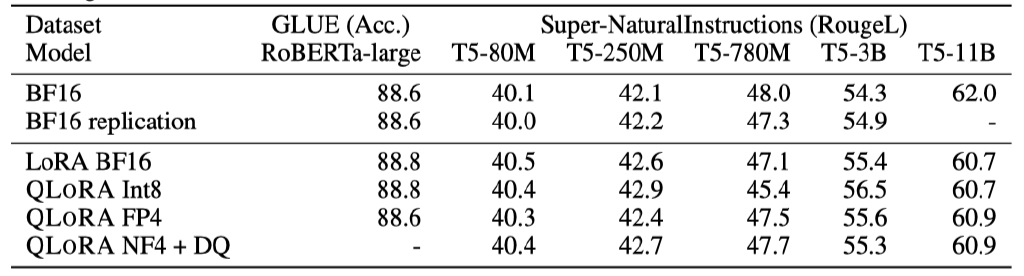 Dataset GLUE (Acc.) Super-NaturalInstructions (RougeL)
Model RoBERTa-large T5-80M T5-250M T5-780M T5-3B T5-11B
BF16 88.6 40.1 42.1 48.0 54.3 62.0
BF16 replication 88.6 40.0 42.2 47.3 54.9 -
LoRA BF16 88.8 40.5 42.6 47.1 55.4 60.7
QLoRA Int8 88.8 40.4 42.9 45.4 56.5 60.7
QLoRA FP4 88.6 40.3 42.4 47.5 55.6 60.9
QLoRA NF4 + DQ - 40.4 42.7 47.7 55.3 60.9